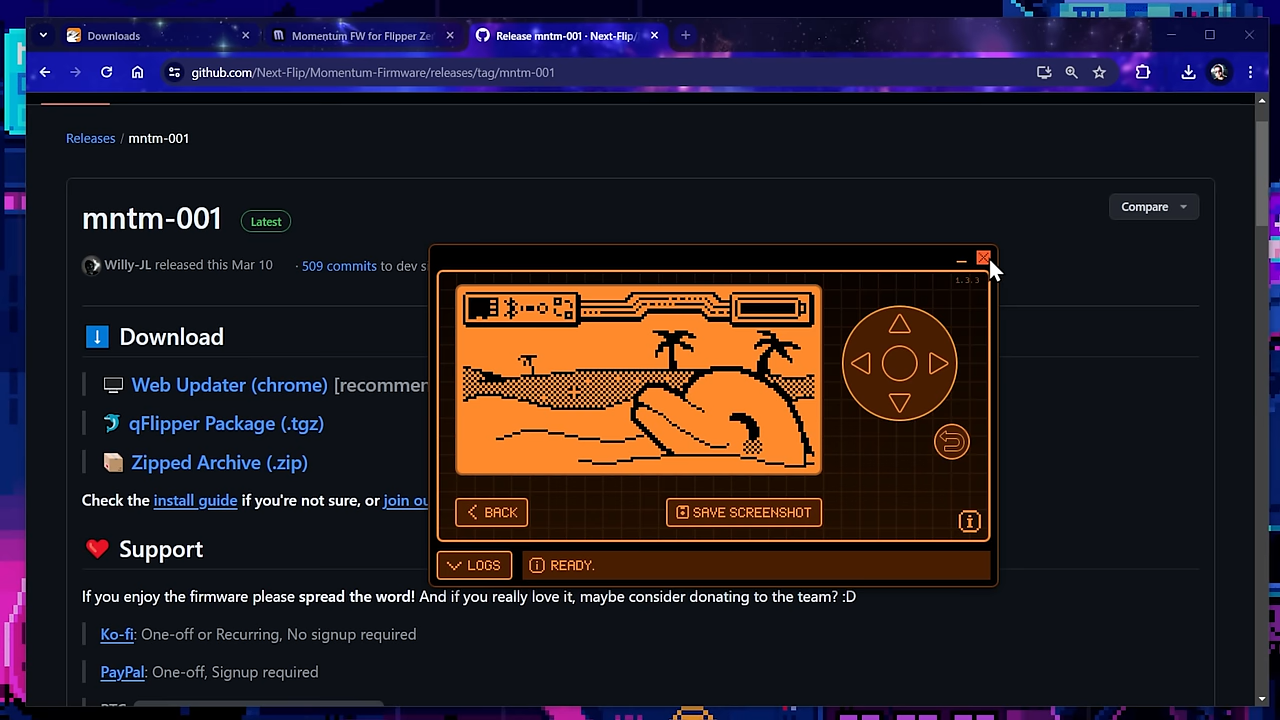 Downloads
Momentum FW for Flipper Zer
Release mntm-001 · Next-Flip/
github.com/Next-Flip/Momentum-Firmware/releases/tag/mntm-001
Releases / mntm-001
mntm-001 Latest
Compare
Willy-JL released this Mar 10 · 509 commits to dev s
1.3.3
Download
Web Updater (chrome) [recommen
qFlipper Package (.tgz)
Zipped Archive (.zip)
Check the install guide if you're not sure, or join ou
BACK
SAVE SCREENSHOT
LOGS
READY.
Support
If you enjoy the firmware please spread the word! And if you really love it, maybe consider donating to the team? :D
Ko-fi: One-off or Recurring, No signup required
PayPal: One-off, Signup required